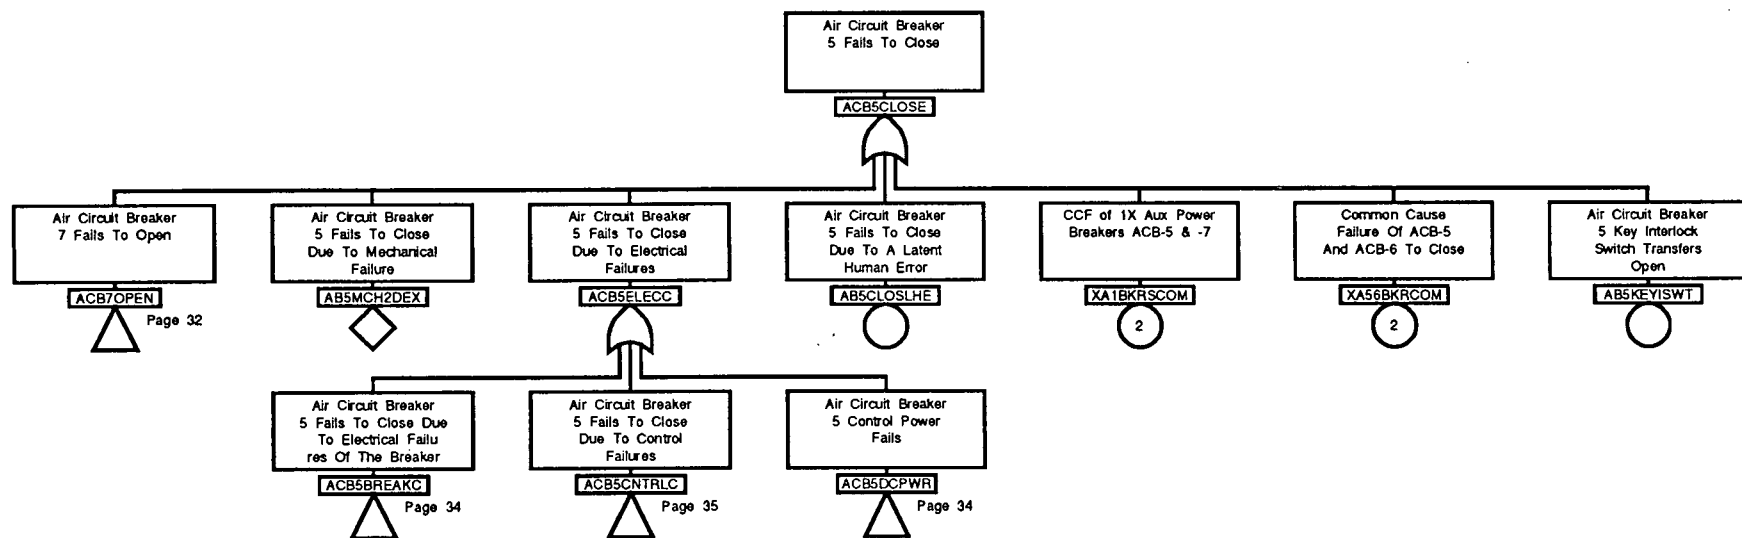 Air Circuit Breaker
5 Fails To Close
ACB5CLOSE
Air Circuit Breaker
7 Fails To Open
ACB7OPEN
Page 32
Air Circuit Breaker
5 Fails To Close
Due To Mechanical
Failure
AB5MCH2DEX
Air Circuit Breaker
5 Fails To Close
Due To Electrical
Failures
ACB5ELECC
Air Circuit Breaker
5 Fails To Close
Due To A Latent
Human Error
AB5CLOSLHE
CCF of 1X Aux Power
Breakers ACB-5 & -7
XA1BKRSCOM
2
Common Cause
Failure Of ACB-5
And ACB-6 To Close
XA56BKRCOM
2
Air Circuit Breaker
5 Key Interlock
Switch Transfers
Open
AB5KEYISWT
Air Circuit Breaker
5 Fails To Close Due
To Electrical Failu
res Of The Breaker
ACB5BREAKC
Page 34
Air Circuit Breaker
5 Fails To Close
Due To Control
Failures
ACB5CNTRLC
Page 35
Air Circuit Breaker
5 Control Power
Fails
ACB5DCPWR
Page 34